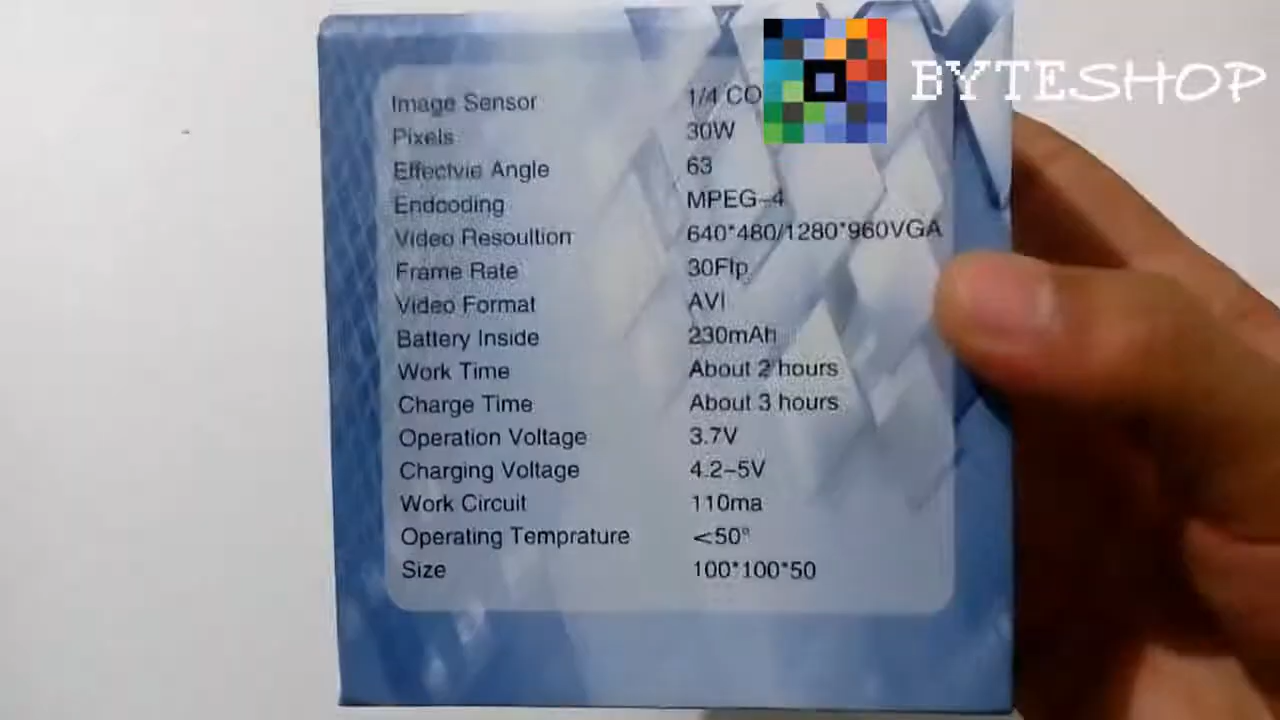 BYTESHOP
Image Sensor 1/4 CO
Pixels 30W
Effectvie Angle 63
Endcoding MPEG-4
Video Resoultion 640*480/1280*960VGA
Frame Rate 30Flp
Video Format AVI
Battery Inside 230mAh
Work Time About 2 hours
Charge Time About 3 hours
Operation Voltage 3.7V
Charging Voltage 4.2-5V
Work Circuit 110ma
Operating Temprature <50°
Size 100*100*50